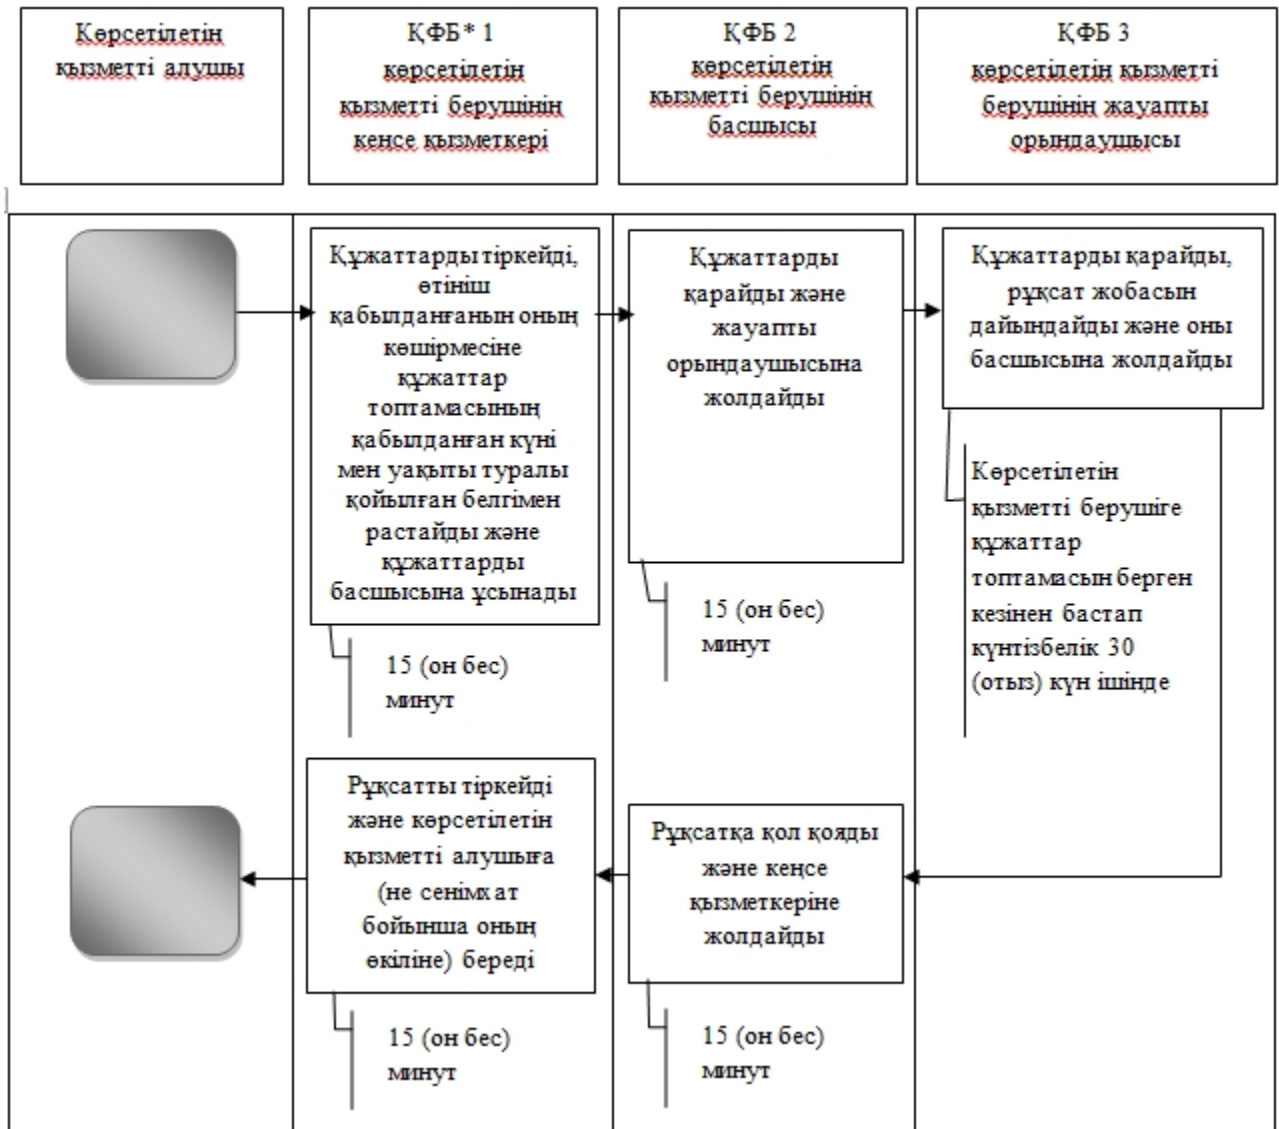 Көрсетілетін
қызметті алушы
ҚФБ* 1
көрсетілетін
қызметті берушінің
кеңсе қызметкері
ҚФБ 2
көрсетілетін
қызметті берушінің
басшысы
ҚФБ 3
көрсетілетін қызметті
берушінің жауапты
орындаушысы
Құжаттарды тіркейді,
өтініш
қабылданғанын оның
көшірмесіне
құжаттар
топтамасының
қабылданған күні
мен уақыты туралы
қойылған белгімен
растайды және
құжаттарды
басшысына ұсынады
15 (он бес)
минут
Құжаттарды
қарайды және
жауапты
орындаушысына
жолдайды
15 (он бес)
минут
Құжаттарды қарайды,
рұқсат жобасын
дайындайды және оны
басшысына жолдайды
Көрсетілетін
қызметті берушіге
құжаттар
топтамасын берген
кезінен бастап
күнтізбелік 30
(отыз) күн ішінде
Рұқсатты тіркейді
және көрсетілетін
қызметті алушыға
(не сенімхат
бойынша оның
өкіліне) береді
15 (он бес)
минут
Рұқсатқа қол қояды
және кеңсе
қызметкеріне
жолдайды
15 (он бес)
минут